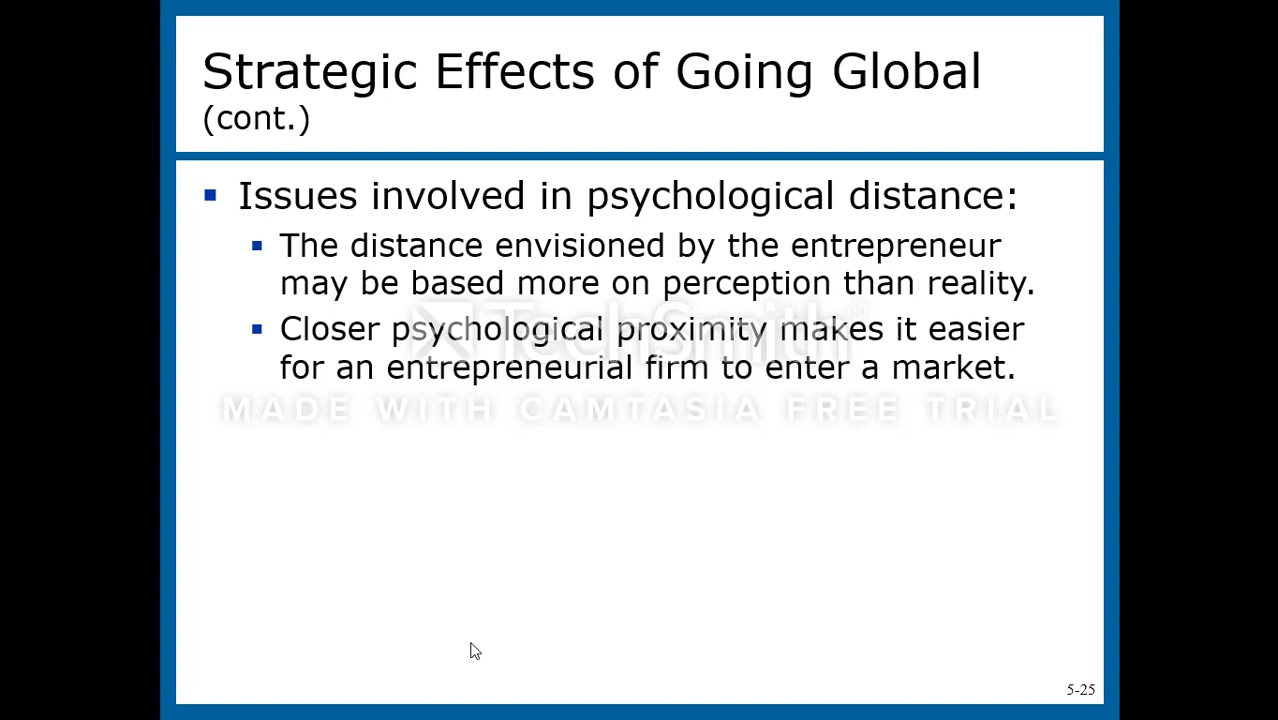 Strategic Effects of Going Global
(cont.)
Issues involved in psychological distance:
The distance envisioned by the entrepreneur
may be based more on perception than reality.
Closer psychological proximity makes it easier
for an entrepreneurial firm to enter a market.
TechSmith®
MADE WITH CAMTASIA FREE TRIAL
5-25